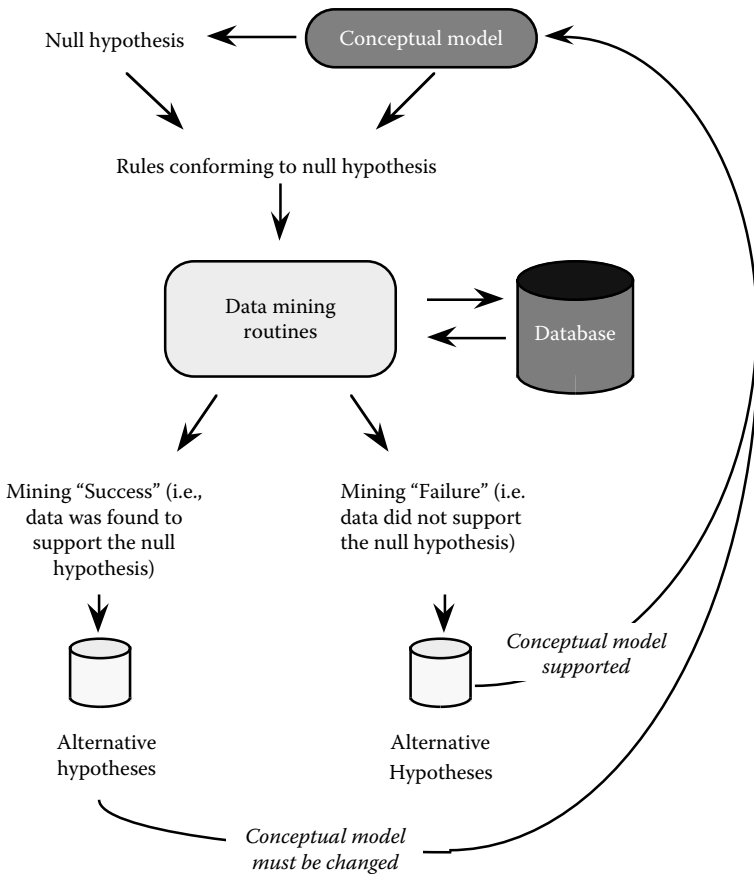 Null hypothesis
Conceptual model
Rules conforming to null hypothesis
Data mining
routines
Database
Mining “Success” (i.e.,
data was found to
support the null
hypothesis)
Mining “Failure” (i.e.
data did not support
the null hypothesis)
Conceptual model
supported
Alternative
hypotheses
Alternative
Hypotheses
Conceptual model
must be changed